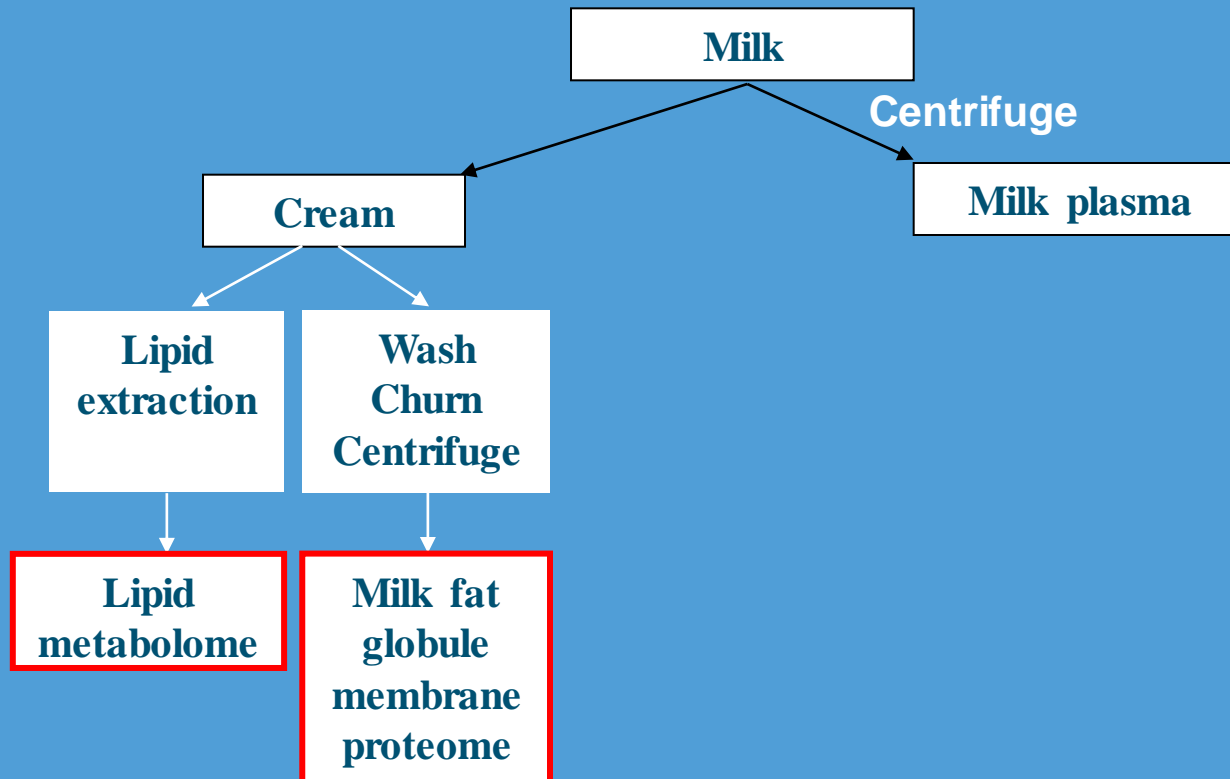 Milk
Centrifuge
Cream
Milk plasma
Lipid
extraction
Wash
Churn
Centrifuge
Lipid
metabolome
Milk fat
globule
membrane
proteome